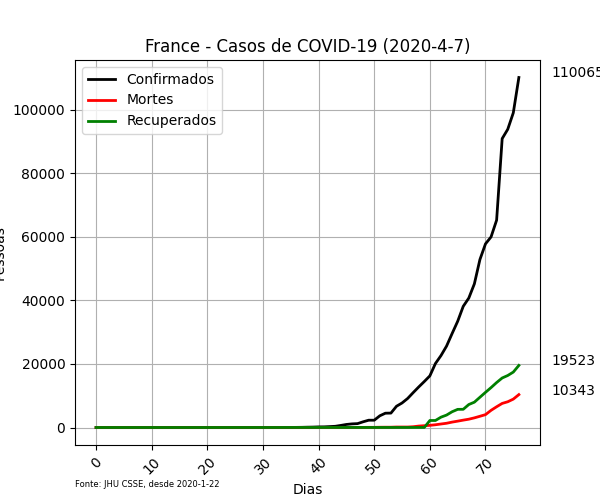 France - Casos de COVID-19 (2020-4-7)
Confirmados
Mortes
Recuperados
110065
100000
80000
60000
40000
20000
0
19523
10343
0 10 20 30 40 50 60 70
Fonte: JHU CSSE, desde 2020-1-22
Dias